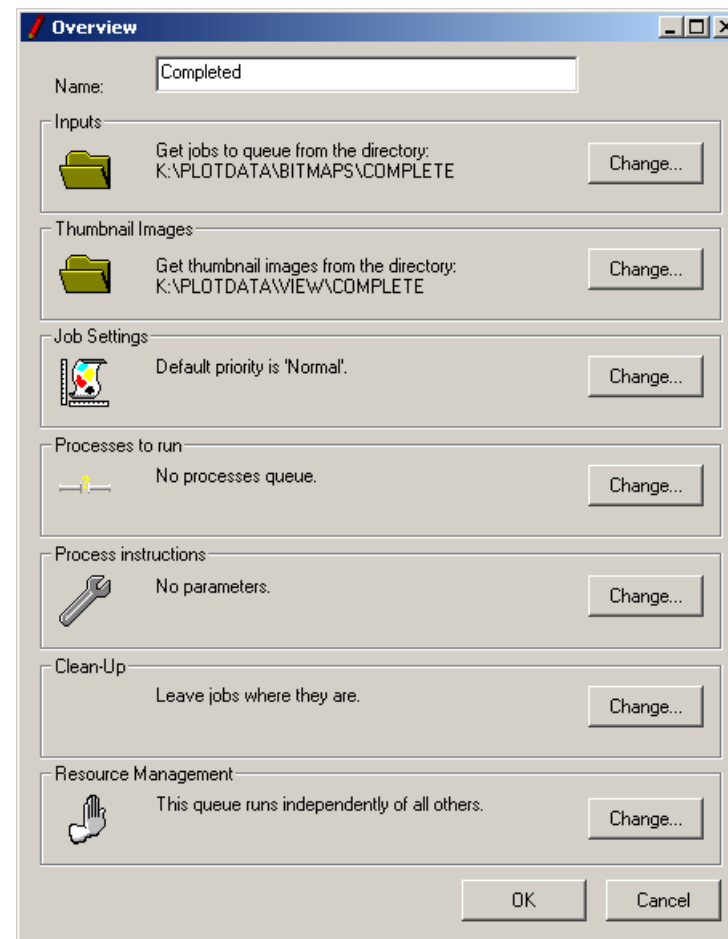 Overview
Name:
Completed
Inputs
Get jobs to queue from the directory:
K:\PLOTDATA\BITMAPS\COMPLETE
Change...
Thumbnail Images
Get thumbnail images from the directory:
K:\PLOTDATA\VIEW\COMPLETE
Change...
Job Settings
Default priority is 'Normal'.
Change...
Processes to run
No processes queue.
Change...
Process instructions
No parameters.
Change...
Clean-Up
Leave jobs where they are.
Change...
Resource Management
This queue runs independently of all others.
Change...
OK
Cancel